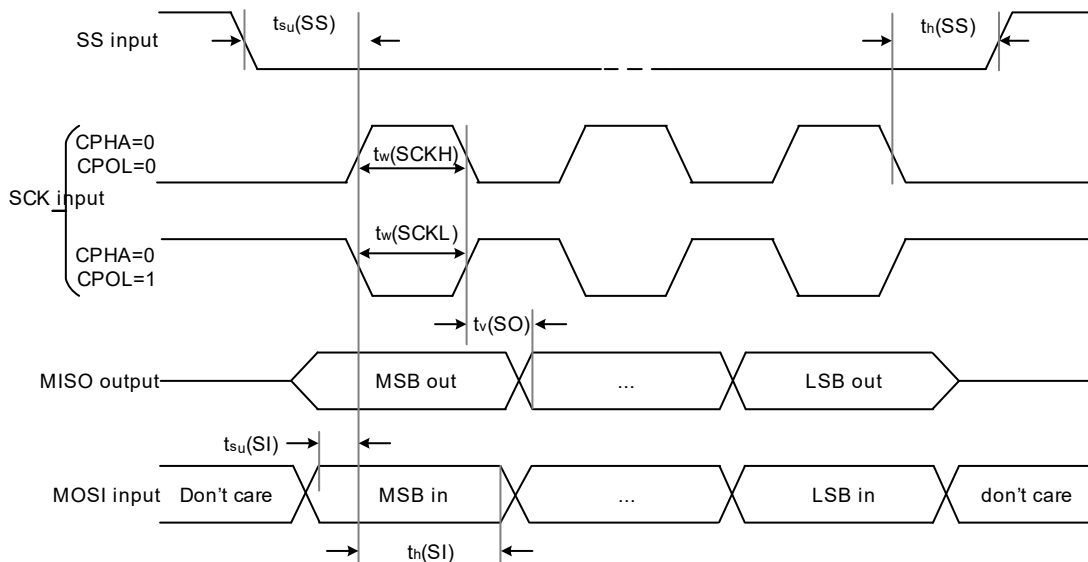 tsu(SS)
th(SS)
SS input
CPHA=0
CPOL=0
tw(SCKH)
SCK input
tw(SCKL)
CPHA=0
CPOL=1
tv(SO)
MISO output
MSB out
...
LSB out
tsu(SI)
MOSI input
Don't care
MSB in
...
LSB in
don't care
th(SI)